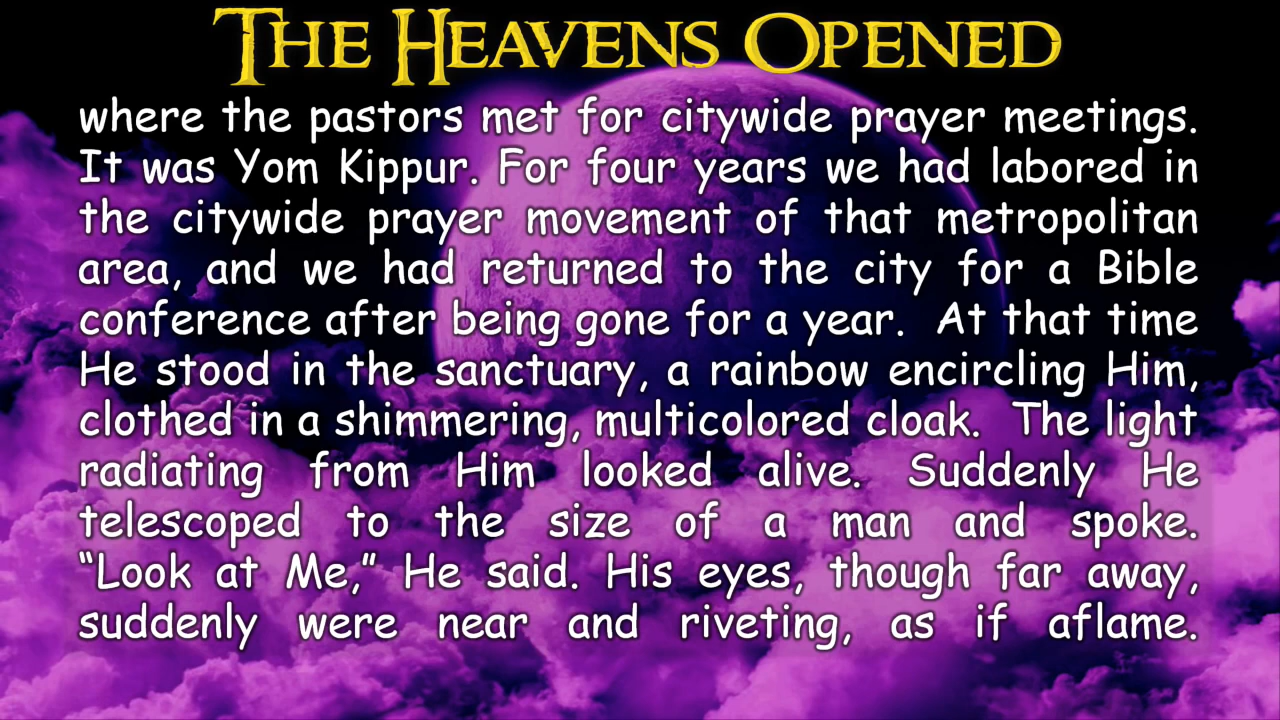 THE HEAVENS OPENED
where the pastors met for citywide prayer meetings.
It was Yom Kippur. For four years we had labored in
the citywide prayer movement of that metropolitan
area, and we had returned to the city for a Bible
conference after being gone for a year.  At that time
He stood in the sanctuary, a rainbow encircling Him,
clothed in a shimmering, multicolored cloak.  The light
radiating from Him looked alive. Suddenly He
telescoped to the size of a man and spoke.
“Look at Me,” He said. His eyes, though far away,
suddenly were near and riveting, as if aflame.